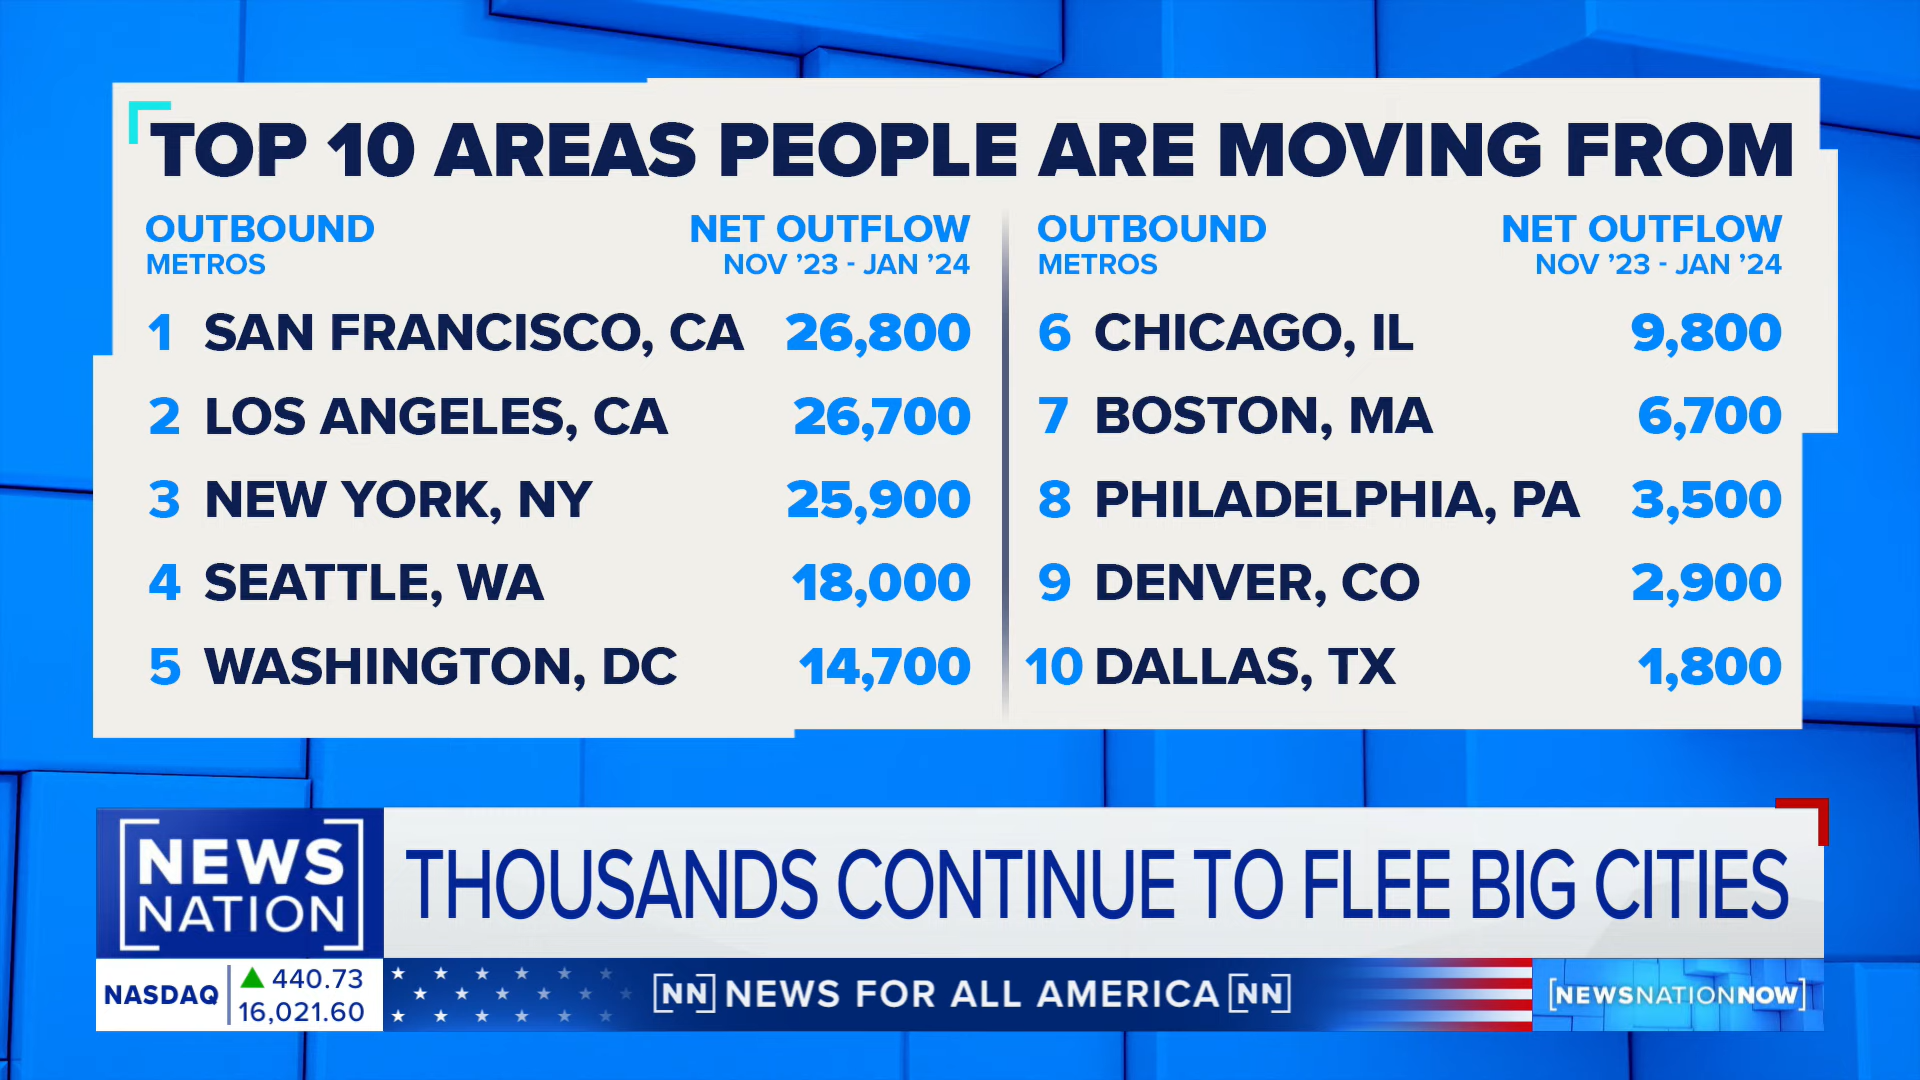 TOP 10 AREAS PEOPLE ARE MOVING FROM
OUTBOUND NET OUTFLOW
METROS NOV ’23 - JAN ’24
1 SAN FRANCISCO, CA 26,800
2 LOS ANGELES, CA 26,700
3 NEW YORK, NY 25,900
4 SEATTLE, WA 18,000
5 WASHINGTON, DC 14,700
OUTBOUND NET OUTFLOW
METROS NOV ’23 - JAN ’24
6 CHICAGO, IL 9,800
7 BOSTON, MA 6,700
8 PHILADELPHIA, PA 3,500
9 DENVER, CO 2,900
10 DALLAS, TX 1,800
NEWS
NATION
THOUSANDS CONTINUE TO FLEE BIG CITIES
NASDAQ ▲ 440.73
16,021.60
[NN] NEWS FOR ALL AMERICA [NN]
[NEWSNATIONNOW]